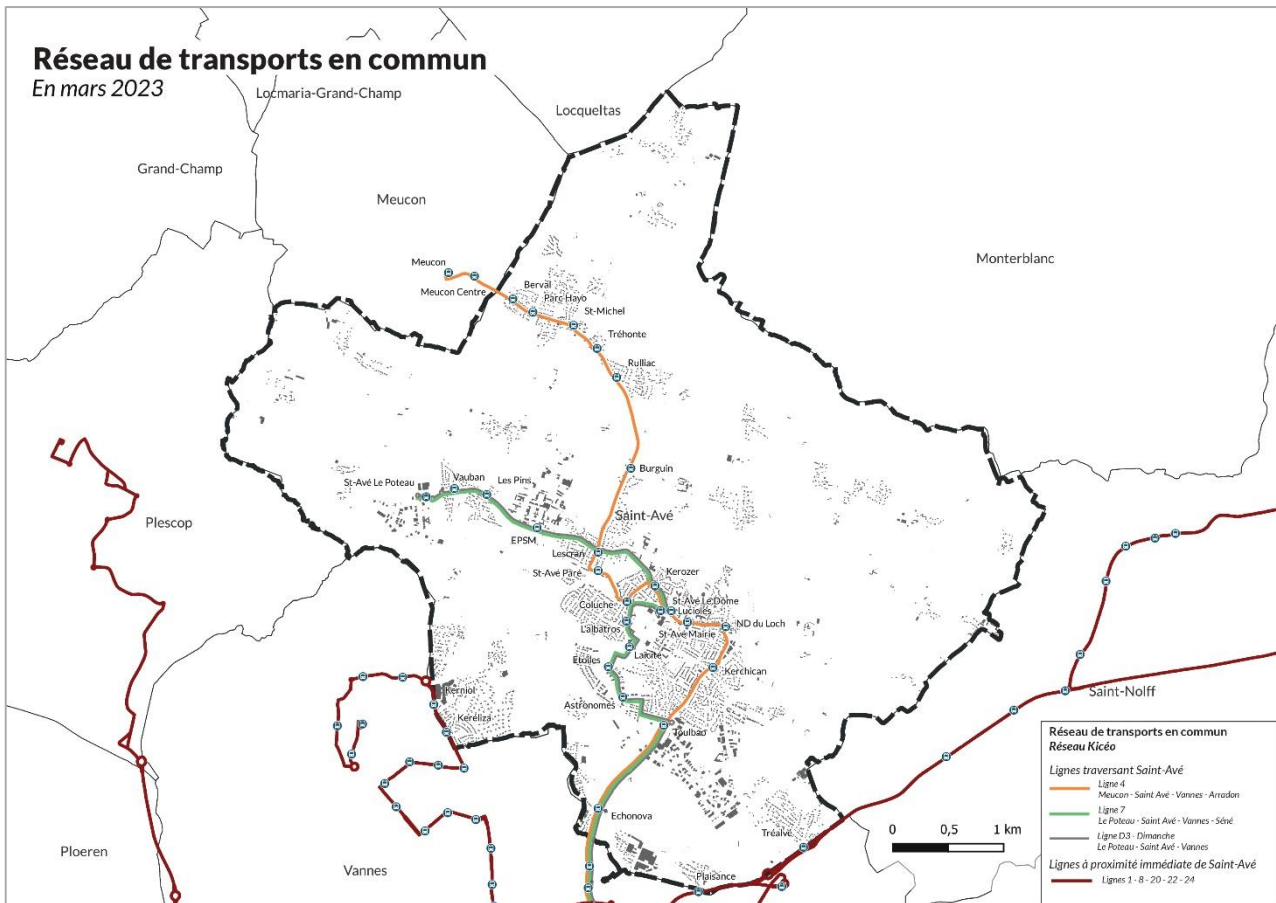 Réseau de transports en commun
En mars 2023
Locmaria-Grand-Champ
Locqueltas
Grand-Champ
Meucon
Monterblanc
Meucon
Meucon Centre
Berval
Parc Hayo
St-Michel
Tréhonte
Rulliac
Burguin
St-Avé Le Poteau
Vauban
Les Pins
Plescop
Saint-Avé
EPSM
Lescran
St-Avé Paré
Kerozer
Coluche
St-Avé Le Dome
Lucioles
L'albatros
St-Avé Mairie
ND du Loch
Laroite
Etoiles
Kerchican
Kerniol
Saint-Nolff
Astronomes
Keréliza
Toulbao
Echonova
Tréalvé
Ploeren
Vannes
Plaisance
0 0,5 1 km
Réseau de transports en commun
Réseau Kicéo
Lignes traversant Saint-Avé
Ligne 4
Meucon - Saint Avé - Vannes - Arradon
Ligne 7
Le Poteau - Saint Avé - Vannes - Séné
Ligne D3 - Dimanche
Le Poteau - Saint Avé - Vannes
Lignes à proximité immédiate de Saint-Avé
Lignes 1 - 8 - 20 - 22 - 24